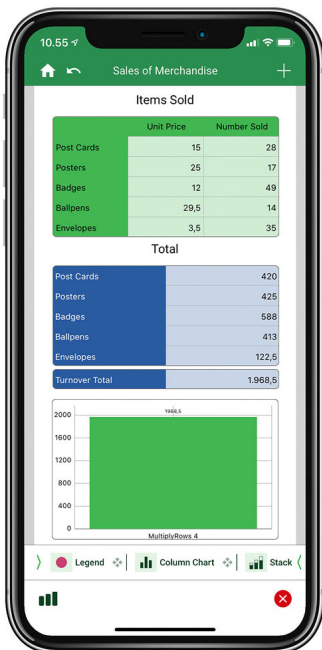 10.55
Sales of Merchandise
Items Sold
Unit Price Number Sold
Post Cards 15 28
Posters 25 17
Badges 12 49
Ballpens 29,5 14
Envelopes 3,5 35
Total
Post Cards 420
Posters 425
Badges 588
Ballpens 413
Envelopes 122,5
Turnover Total 1.968,5
2000
1968,5
1600
1200
800
400
0
MultiplyRows 4
Legend Column Chart Stack